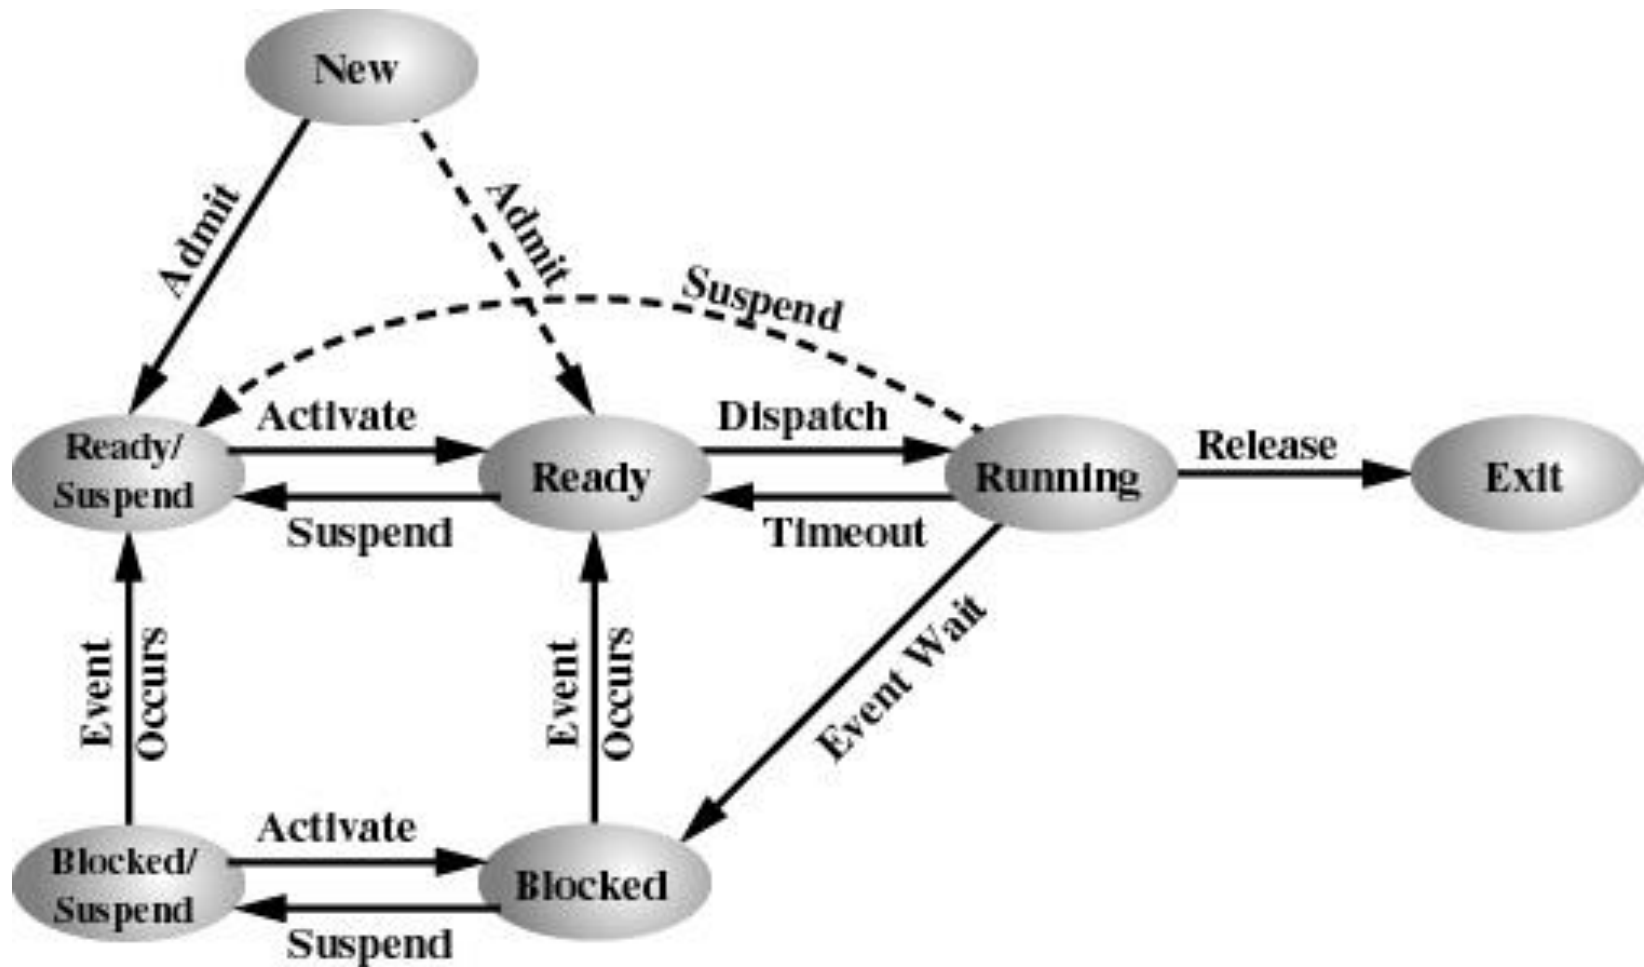 New
Admit
Admit
Suspend
Activate
Dispatch
Release
Ready/
Suspend
Ready
Running
Exit
Suspend
Timeout
Event
Occurs
Event
Occurs
Event Wait
Activate
Blocked/
Suspend
Blocked
Suspend